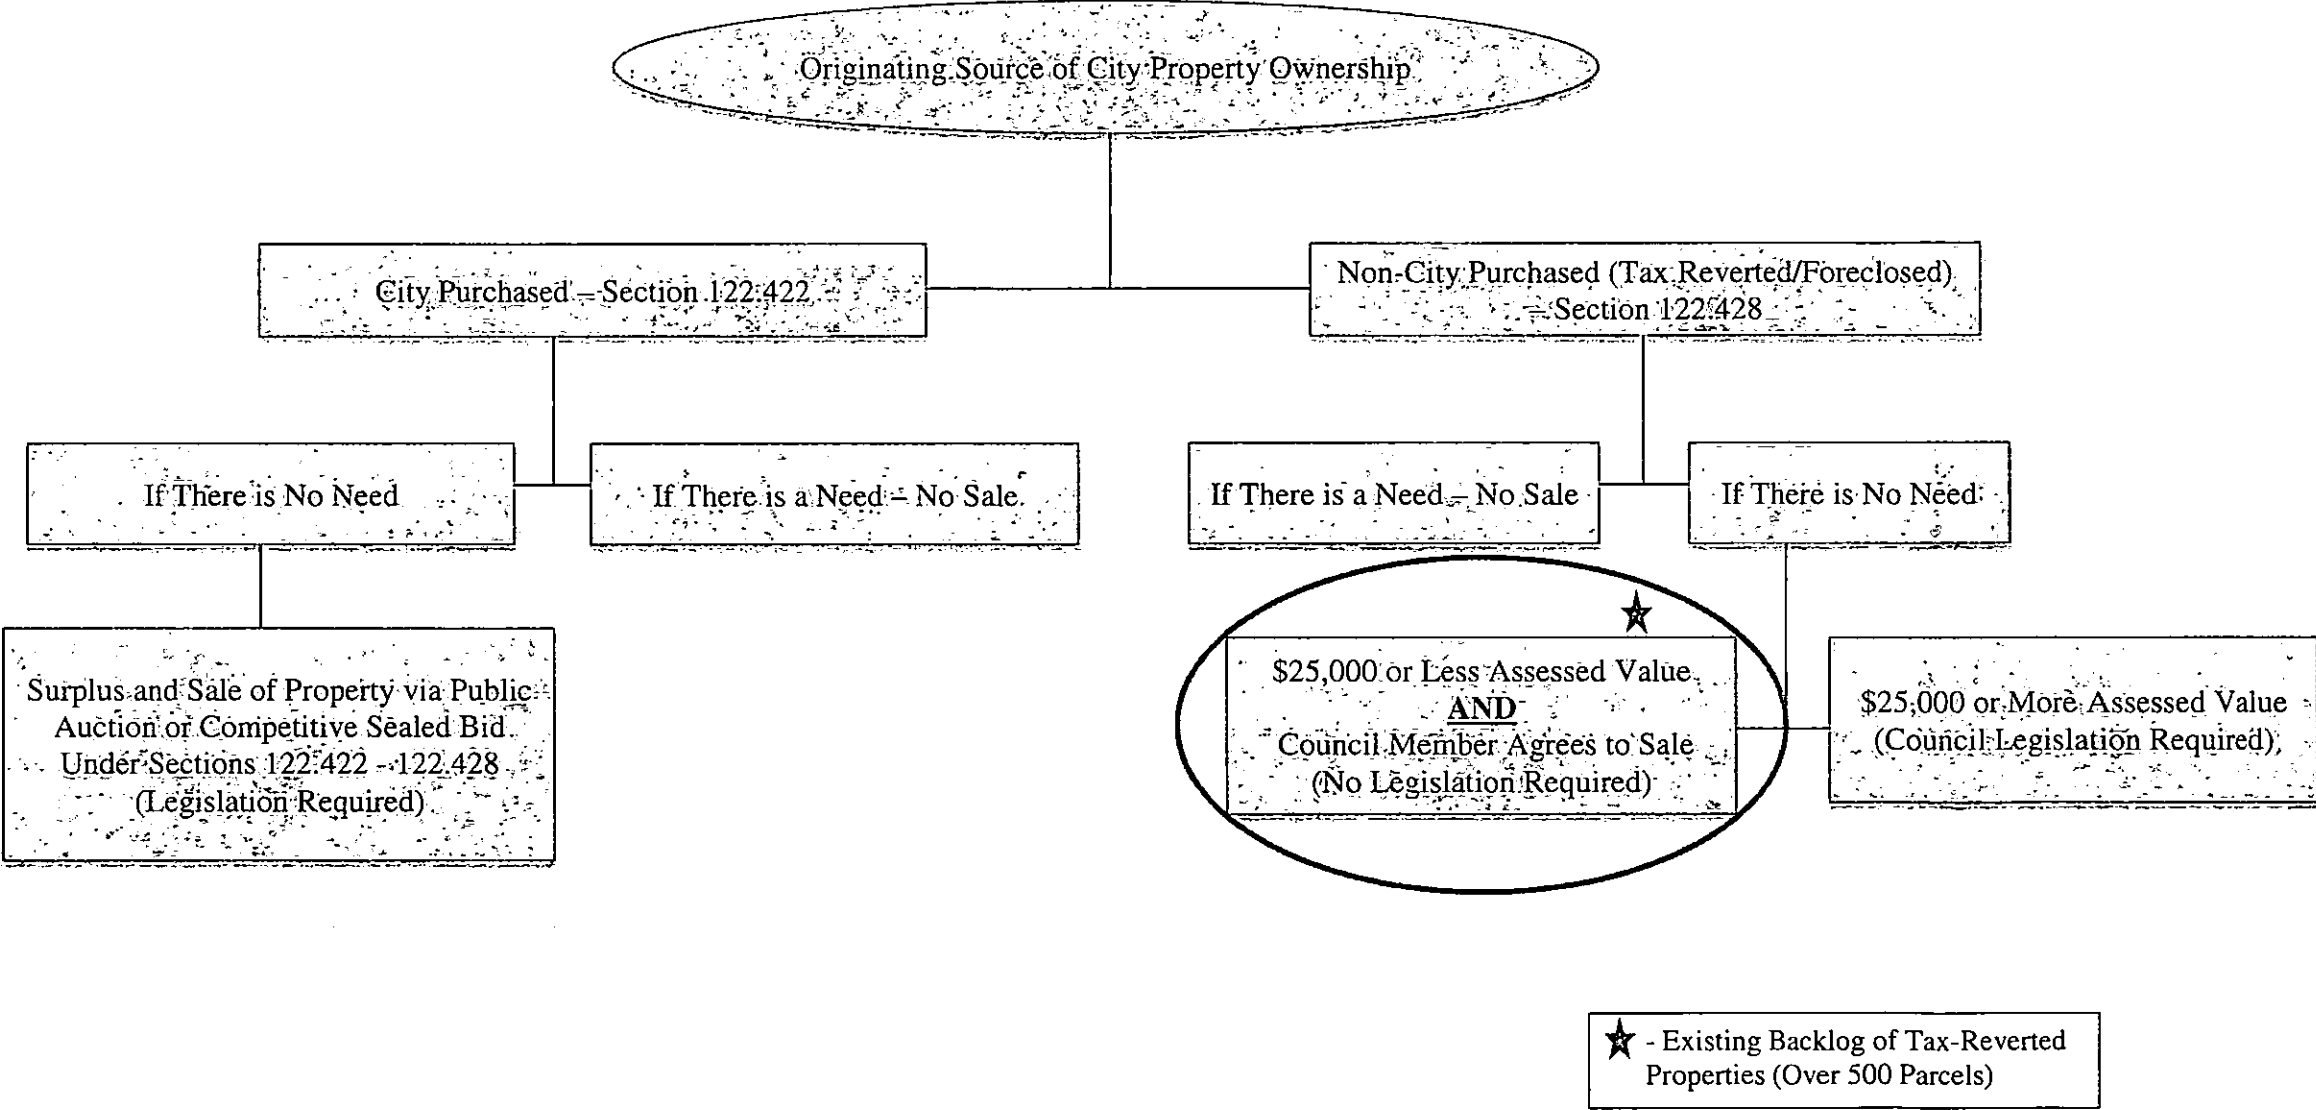 Originating Source of City Property Ownership
City Purchased – Section 122.422
Non-City Purchased (Tax Reverted/Foreclosed)
– Section 122.428
If There is No Need
If There is a Need – No Sale
If There is a Need – No Sale
If There is No Need
Surplus and Sale of Property via Public
Auction or Competitive Sealed Bid
Under Sections 122.422 - 122.428
(Legislation Required)
$25,000 or Less Assessed Value
AND
Council Member Agrees to Sale
(No Legislation Required)
$25,000 or More Assessed Value
(Council Legislation Required)
- Existing Backlog of Tax-Reverted
Properties (Over 500 Parcels)